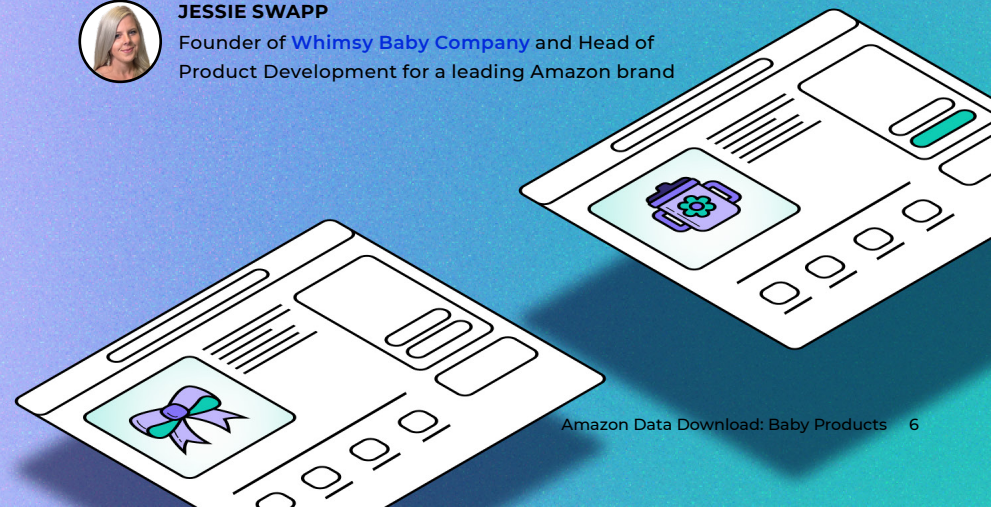 JESSIE SWAPP
Founder of Whimsy Baby Company and Head of
Product Development for a leading Amazon brand
Amazon Data Download: Baby Products 6